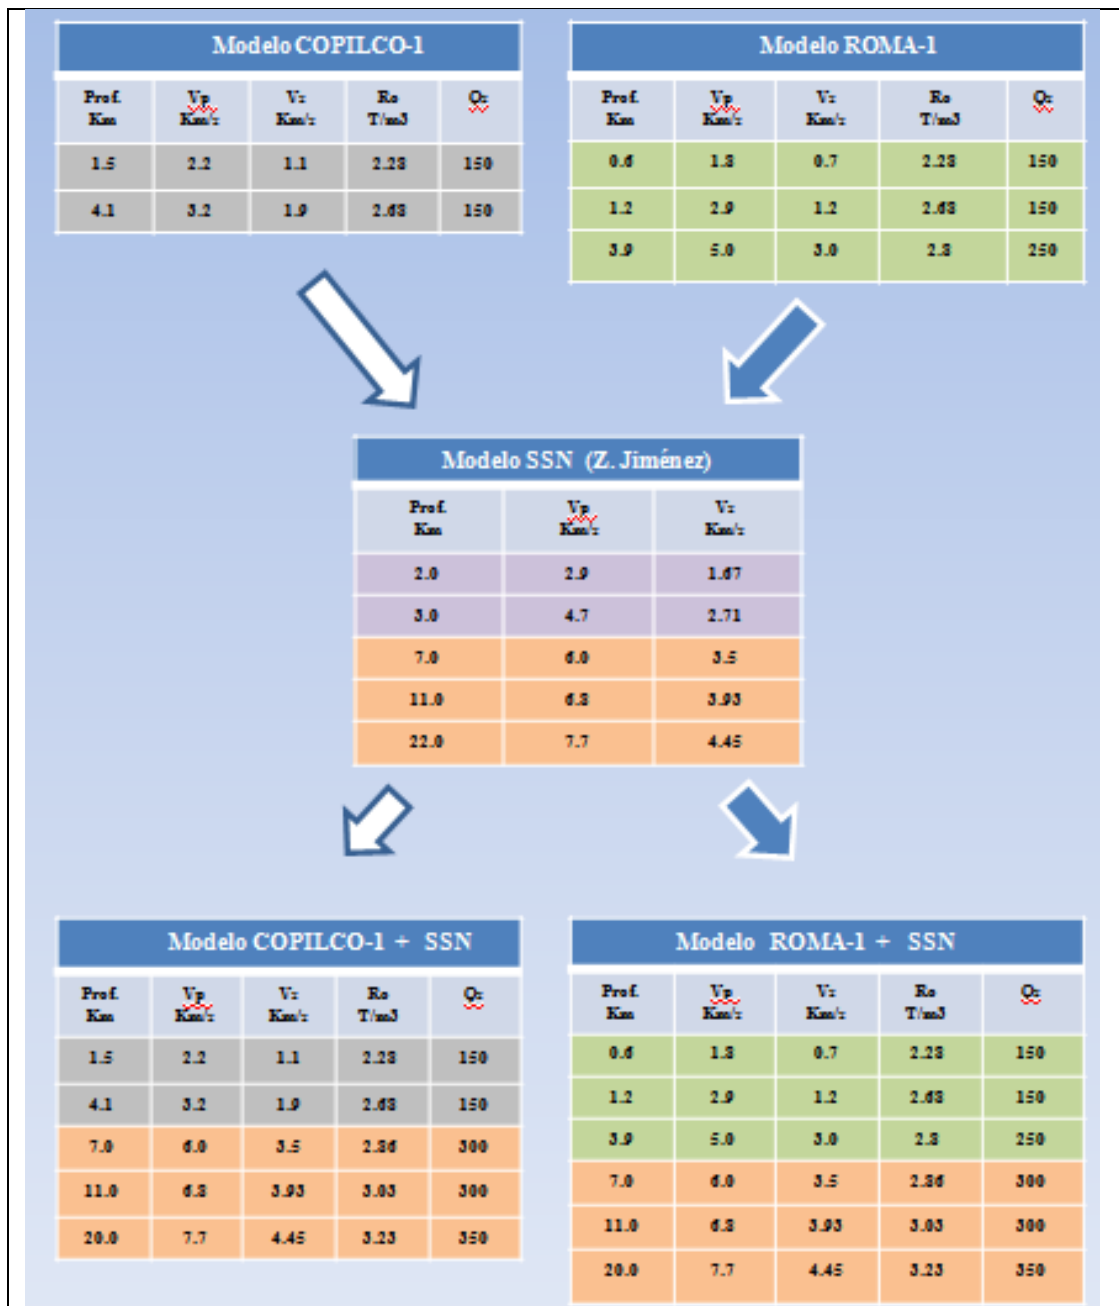 Modelo COPILCO-1
Prof. Km Vp Km/s Vs Km/s Ro T/m3 Qs
1.5 2.2 1.1 2.28 150
4.1 3.2 1.9 2.68 150
Modelo ROMA-1
Prof. Km Vp Km/s Vs Km/s Ro T/m3 Qs
0.6 1.8 0.7 2.28 150
1.2 2.9 1.2 2.68 150
3.9 5.0 3.0 2.8 250
Modelo SSN (Z. Jiménez)
Prof. Km Vp Km/s Vs Km/s
2.0 2.9 1.67
3.0 4.7 2.71
7.0 6.0 3.5
11.0 6.8 3.93
22.0 7.7 4.45
Modelo COPILCO-1 + SSN
Prof. Km Vp Km/s Vs Km/s Ro T/m3 Qs
1.5 2.2 1.1 2.28 150
4.1 3.2 1.9 2.68 150
7.0 6.0 3.5 2.86 300
11.0 6.8 3.93 3.03 300
20.0 7.7 4.45 3.23 350
Modelo ROMA-1 + SSN
Prof. Km Vp Km/s Vs Km/s Ro T/m3 Qs
0.6 1.8 0.7 2.28 150
1.2 2.9 1.2 2.68 150
3.9 5.0 3.0 2.8 250
7.0 6.0 3.5 2.86 300
11.0 6.8 3.93 3.03 300
20.0 7.7 4.45 3.23 350